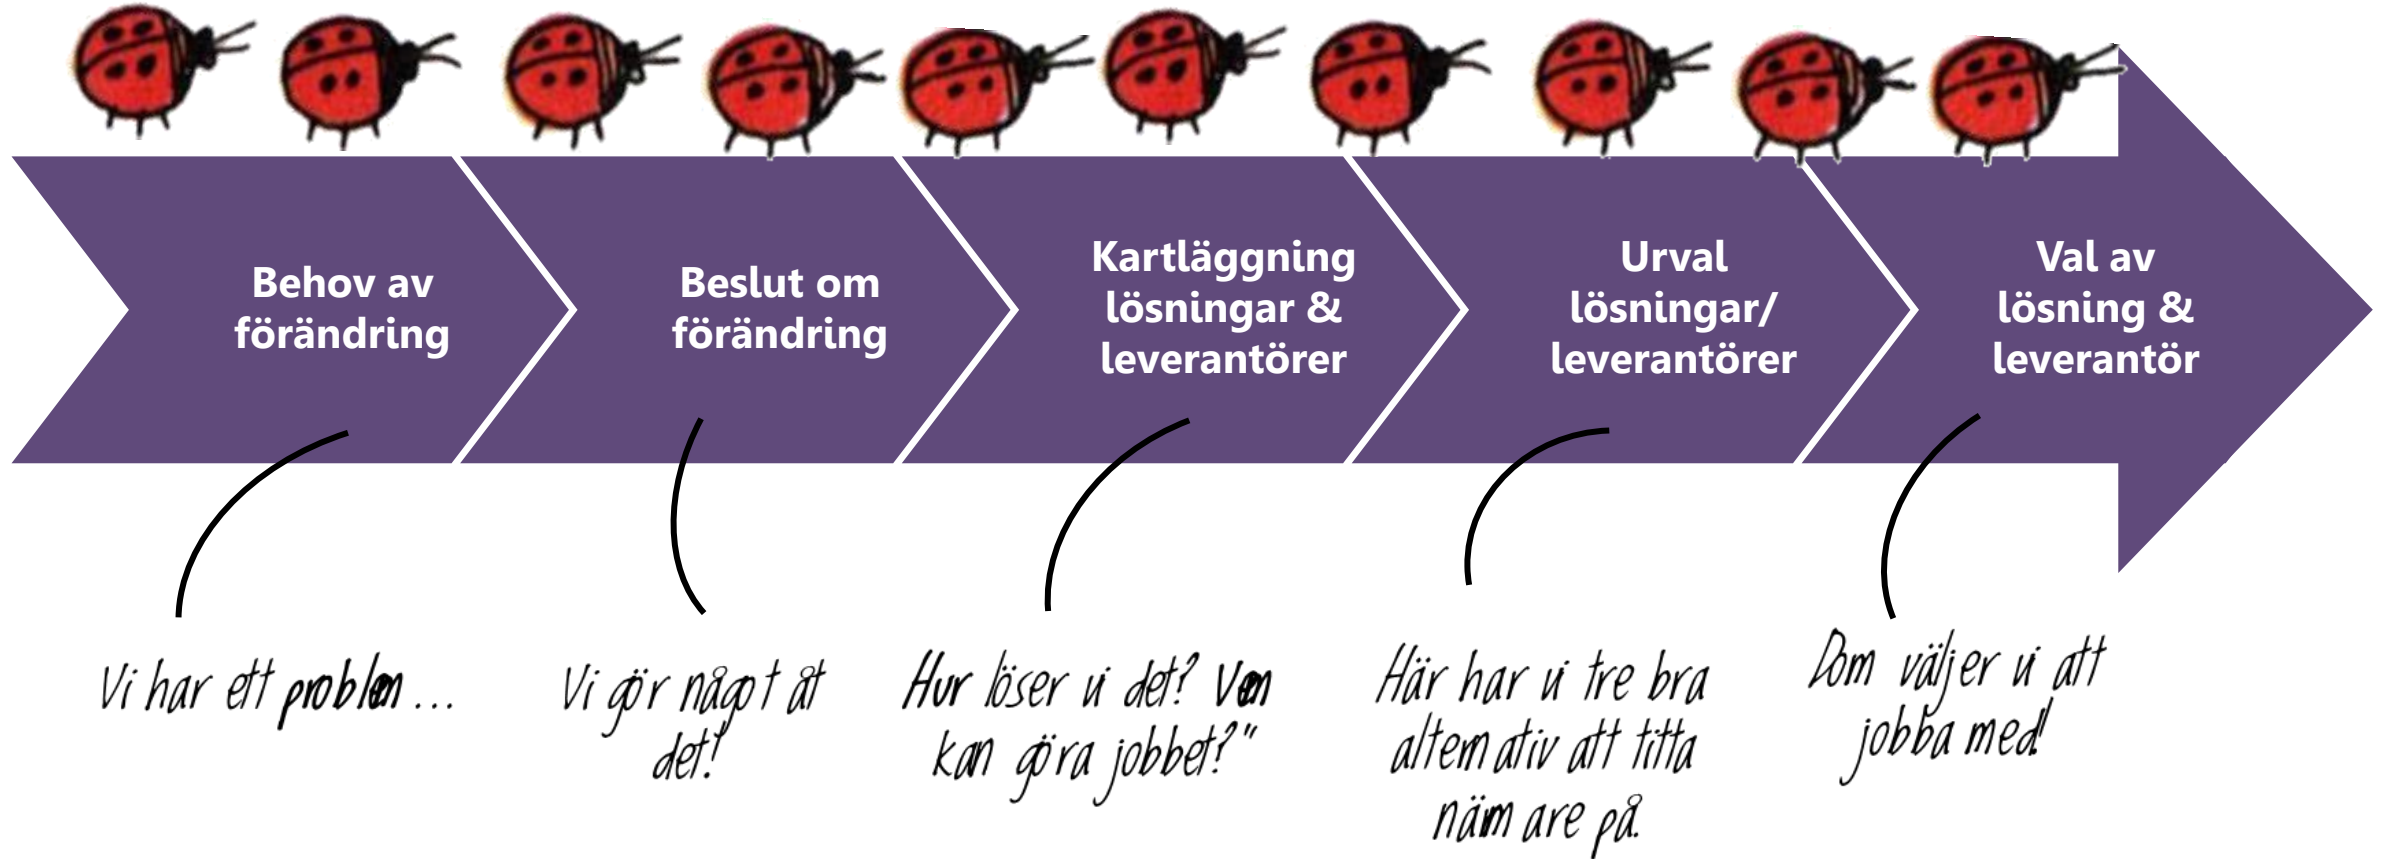 Behov av
förändring
Beslut om
förändring
Kartläggning
lösningar &
leverantörer
Urval
lösningar/
leverantörer
Val av
lösning &
leverantör
Vi har ett problem ...
Vi gör något åt
det!
Hur löser vi det? Vem
kan göra jobbet?"
Här har vi tre bra
alternativ att titta
närmare på.
Dom väljer vi att
jobba med!